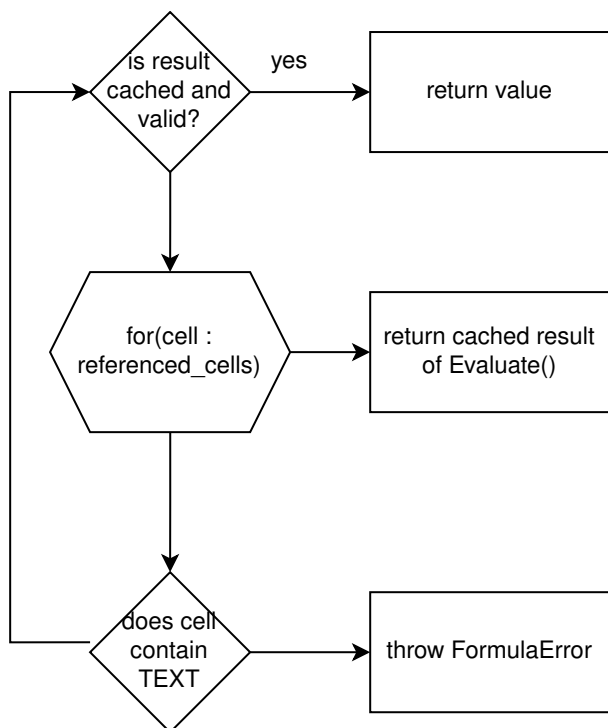 is result
cached and
valid?
yes
return value
for(cell :
referenced_cells)
return cached result
of Evaluate()
does cell
contain
TEXT
throw FormulaError